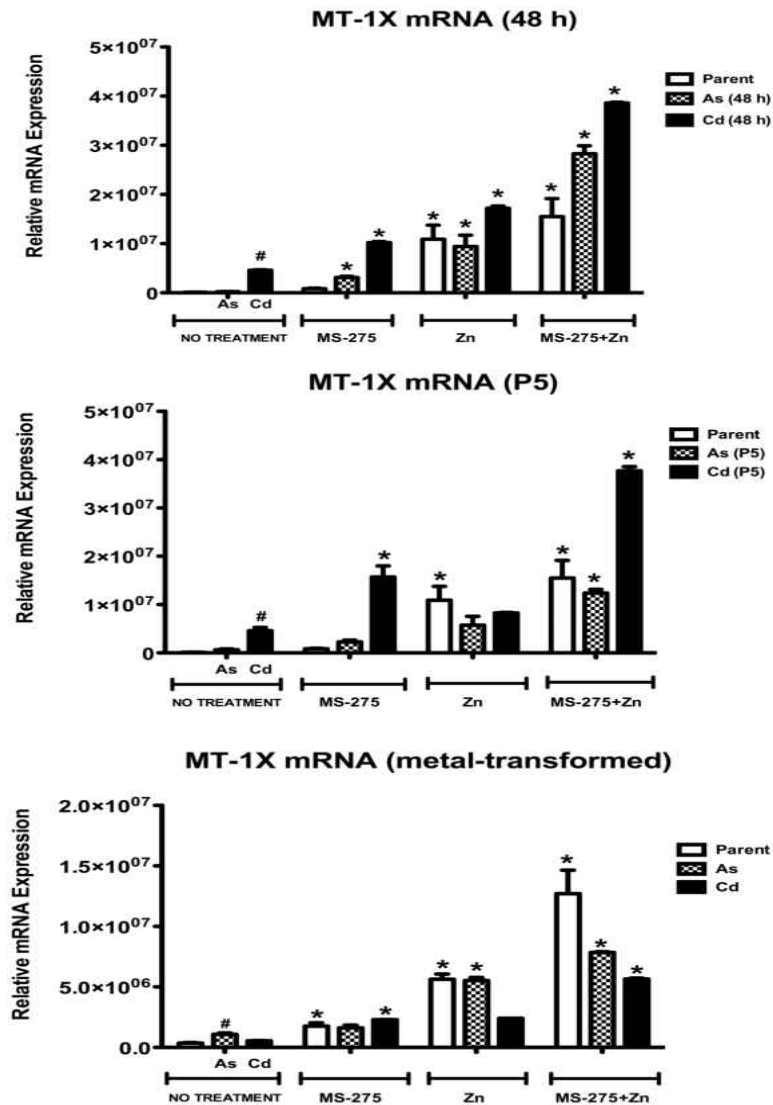 MT-1X mRNA (48 h)
Relative mRNA Expression
5×10⁰⁷
4×10⁰⁷
3×10⁰⁷
2×10⁰⁷
1×10⁰⁷
0
Parent
As (48 h)
Cd (48 h)
# * * * * * * * *
As Cd
NO TREATMENT MS-275 Zn MS-275+Zn
MT-1X mRNA (P5)
Relative mRNA Expression
5×10⁰⁷
4×10⁰⁷
3×10⁰⁷
2×10⁰⁷
1×10⁰⁷
0
Parent
As (P5)
Cd (P5)
# * * * * *
As Cd
NO TREATMENT MS-275 Zn MS-275+Zn
MT-1X mRNA (metal-transformed)
Relative mRNA Expression
2.0×10⁰⁷
1.5×10⁰⁷
1.0×10⁰⁷
5.0×10⁰⁶
0.0
Parent
As
Cd
# * * * * * * *
As Cd
NO TREATMENT MS-275 Zn MS-275+Zn